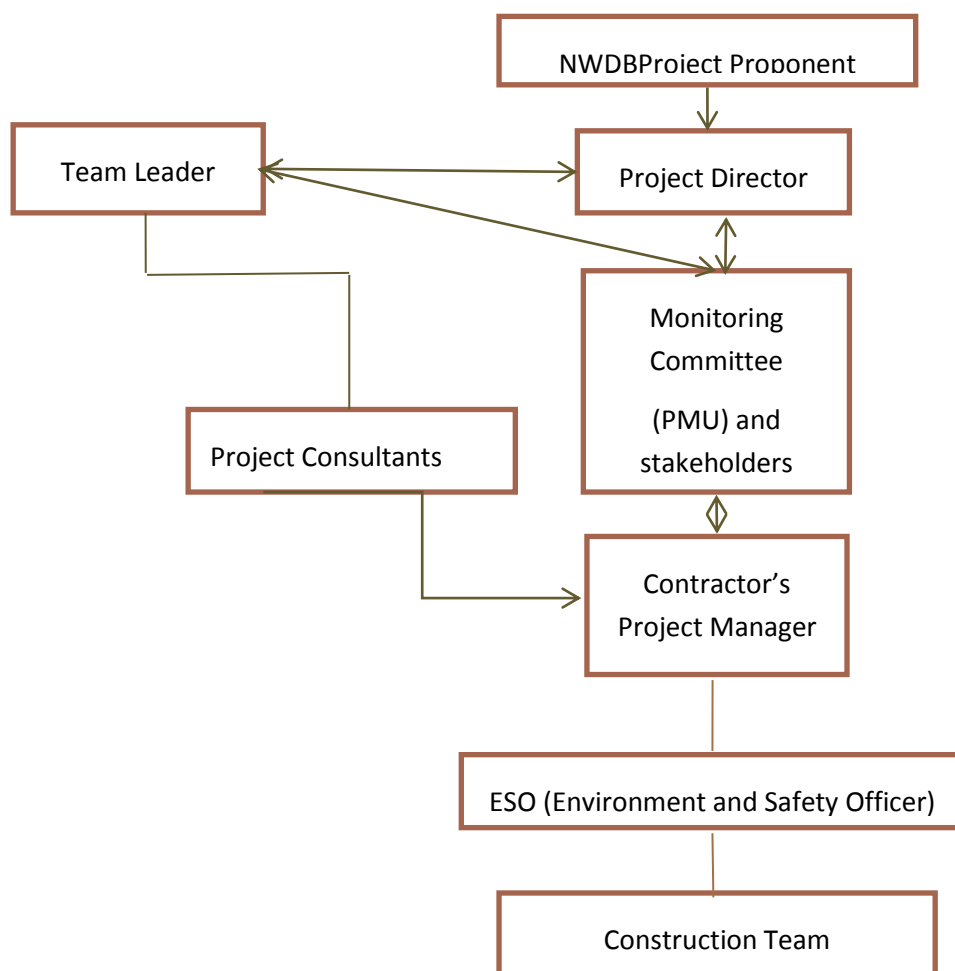 NWDBProject Proponent
Team Leader
Project Director
Monitoring
Committee
(PMU) and
stakeholders
Project Consultants
Contractor’s
Project Manager
ESO (Environment and Safety Officer)
Construction Team